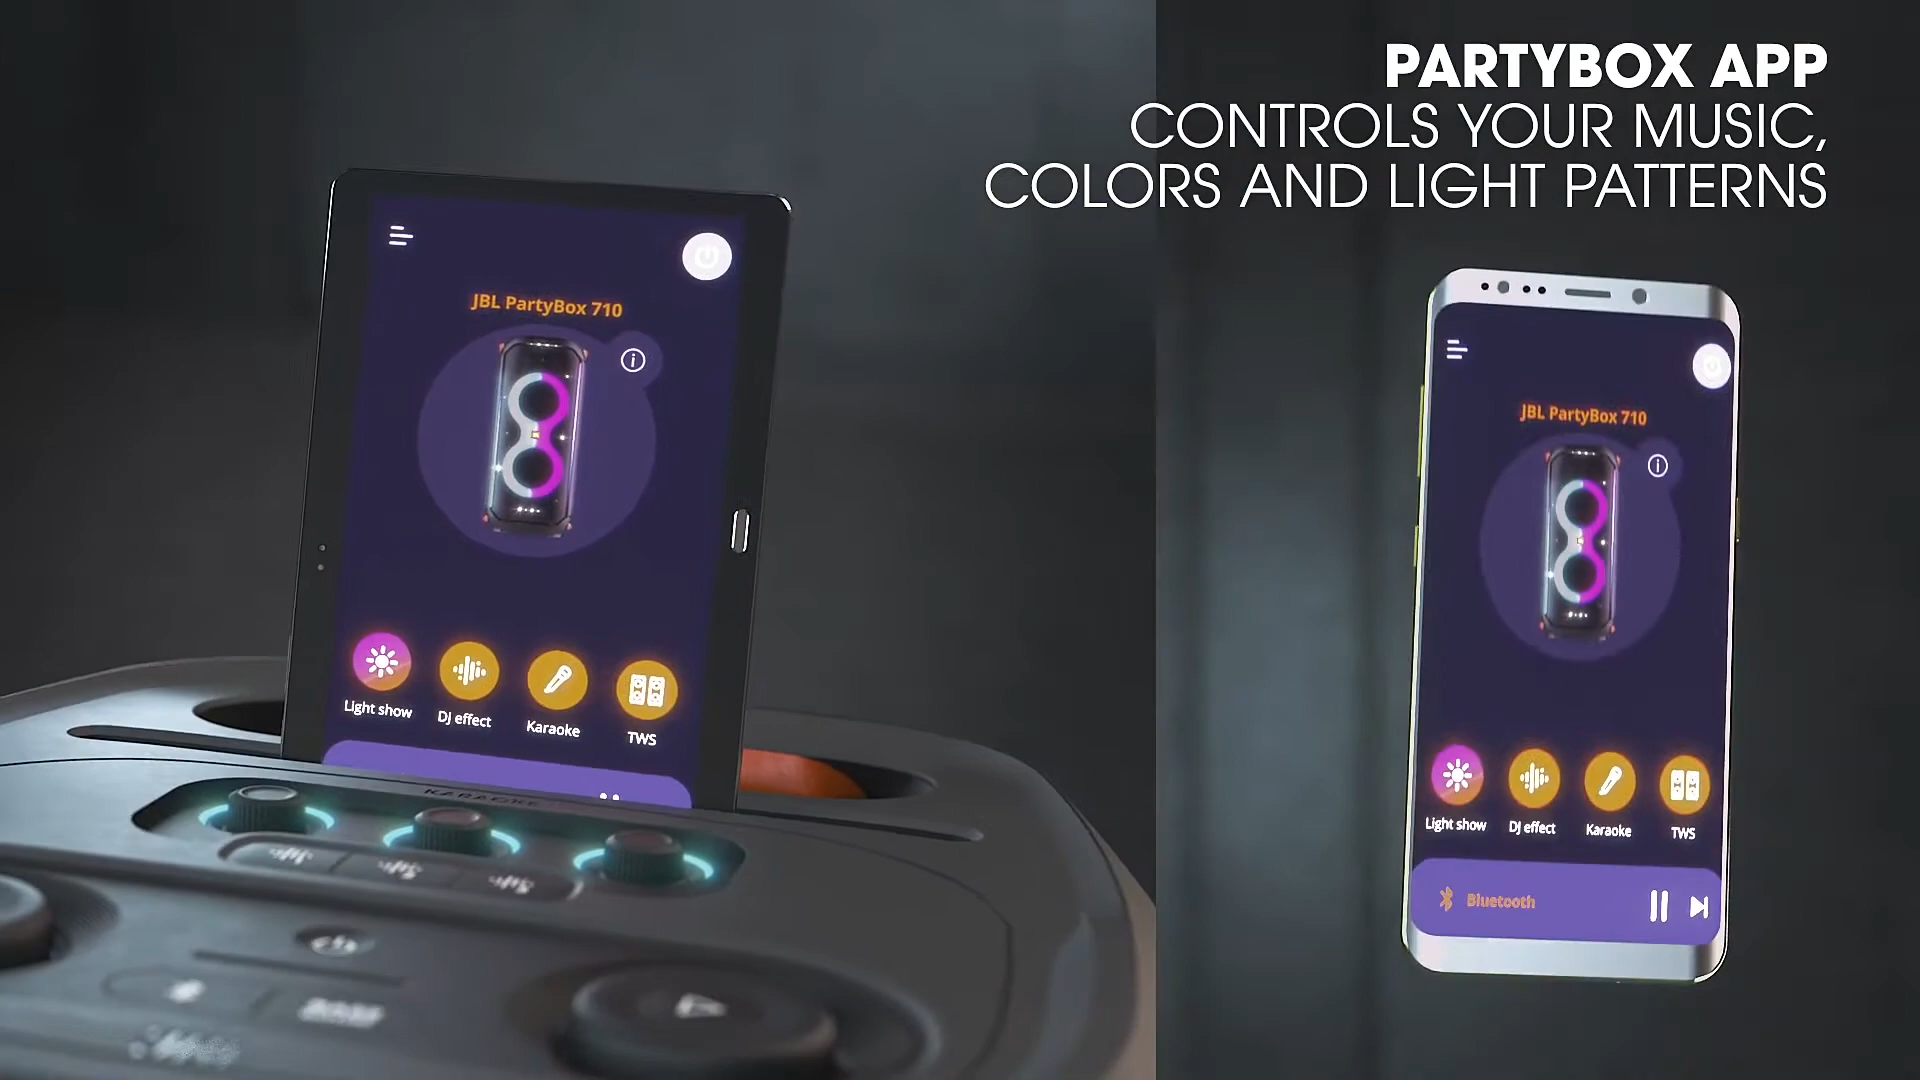 PARTYBOX APP
CONTROLS YOUR MUSIC,
COLORS AND LIGHT PATTERNS
JBL PartyBox 710
Light show
DJ effect
Karaoke
TWS
KARAOKE
JBL PartyBox 710
Light show
DJ effect
Karaoke
TWS
Bluetooth